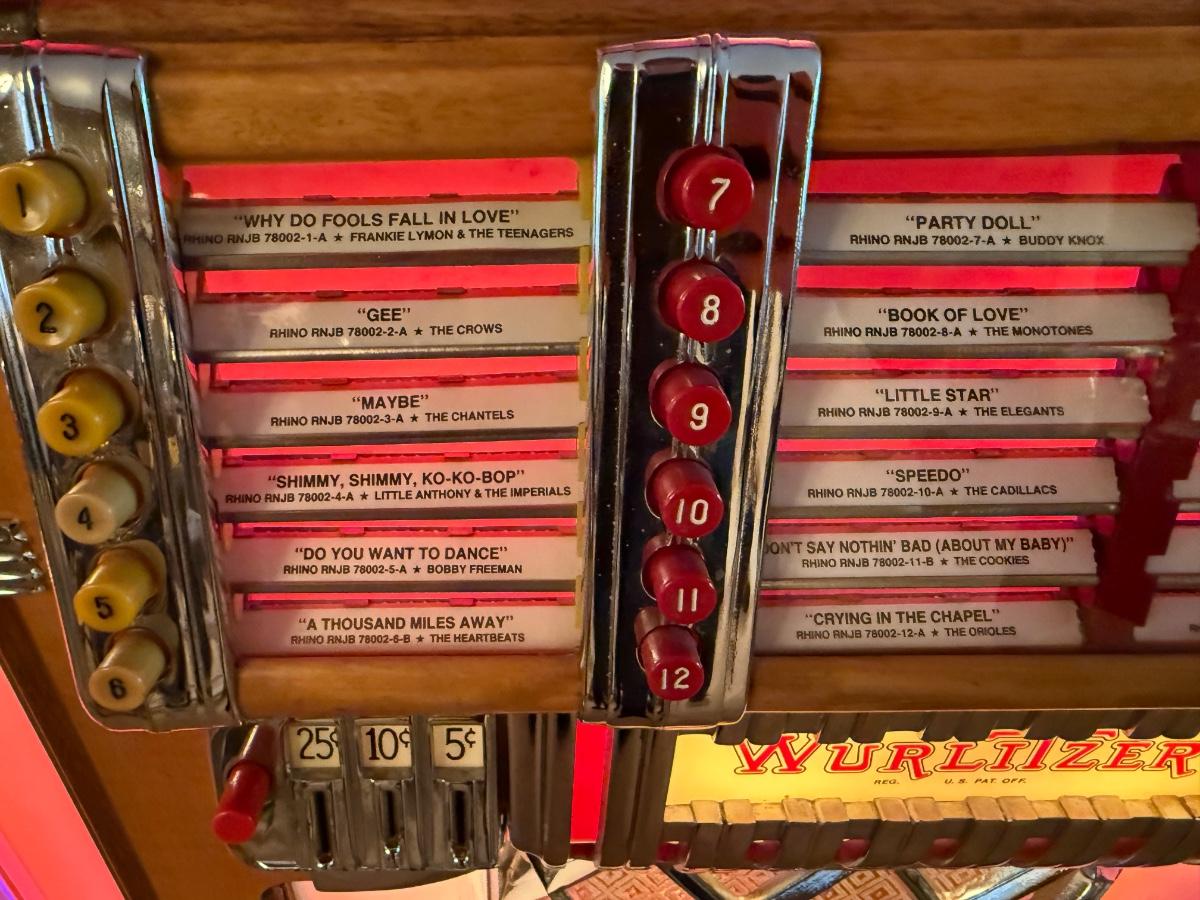 1
"WHY DO FOOLS FALL IN LOVE"
RHINO RNJB 78002-1-A ★ FRANKIE LYMON & THE TEENAGERS
2
"GEE"
RHINO RNJB 78002-2-A ★ THE CROWS
3
"MAYBE"
RHINO RNJB 78002-3-A ★ THE CHANTELS
4
"SHIMMY, SHIMMY, KO-KO-BOP"
RHINO RNJB 78002-4-A ★ LITTLE ANTHONY & THE IMPERIALS
5
"DO YOU WANT TO DANCE"
RHINO RNJB 78002-5-A ★ BOBBY FREEMAN
6
"A THOUSAND MILES AWAY"
RHINO RNJB 78002-6-B ★ THE HEARTBEATS
7
"PARTY DOLL"
RHINO RNJB 78002-7-A ★ BUDDY KNOX
8
"BOOK OF LOVE"
RHINO RNJB 78002-8-A ★ THE MONOTONES
9
"LITTLE STAR"
RHINO RNJB 78002-9-A ★ THE ELEGANTS
10
"SPEEDO"
RHINO RNJB 78002-10-A ★ THE CADILLACS
11
DON'T SAY NOTHIN' BAD (ABOUT MY BABY)"
RHINO RNJB 78002-11-B ★ THE COOKIES
12
"CRYING IN THE CHAPEL"
RHINO RNJB 78002-12-A ★ THE ORIOLES
25¢ 10¢ 5¢
WURLITZER
REG. U.S. PAT. OFF.